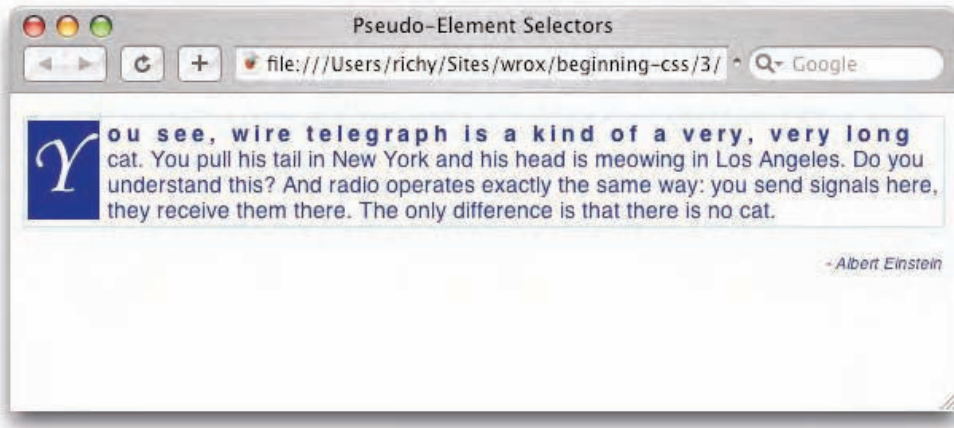 Pseudo-Element Selectors
file:///Users/richy/Sites/wrox/beginning-css/3/ Google
You see, wire telegraph is a kind of a very, very long
cat. You pull his tail in New York and his head is meowing in Los Angeles. Do you
understand this? And radio operates exactly the same way: you send signals here,
they receive them there. The only difference is that there is no cat.
- Albert Einstein